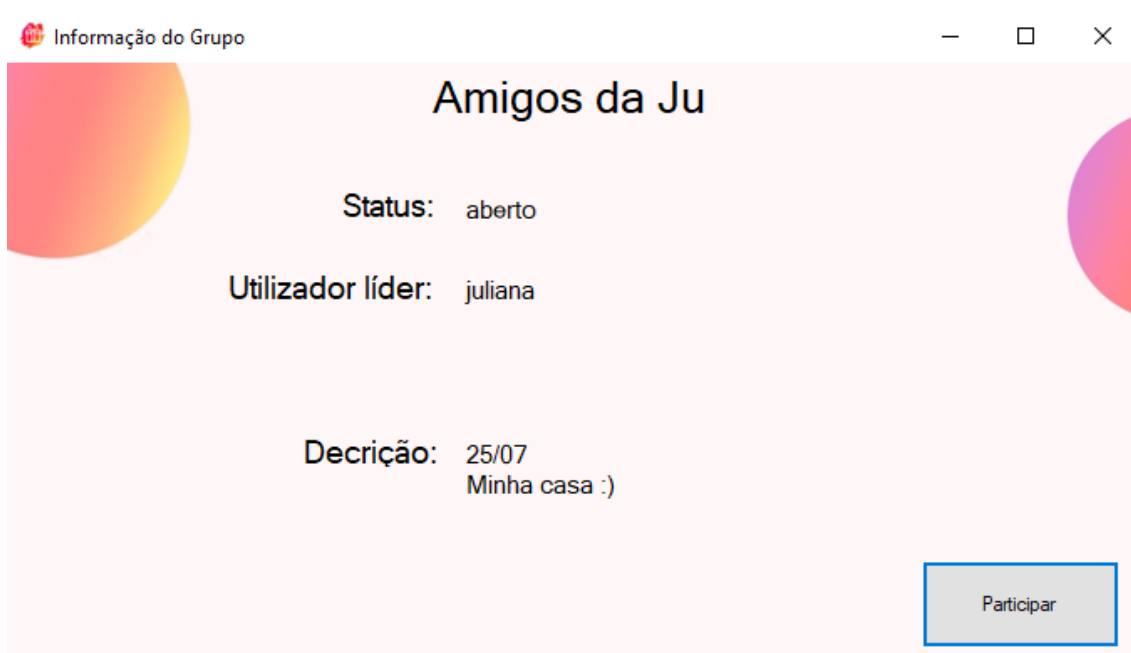 Informação do Grupo
Amigos da Ju
Status: aberto
Utilizador líder: juliana
Decrição: 25/07
Minha casa :)
Participar